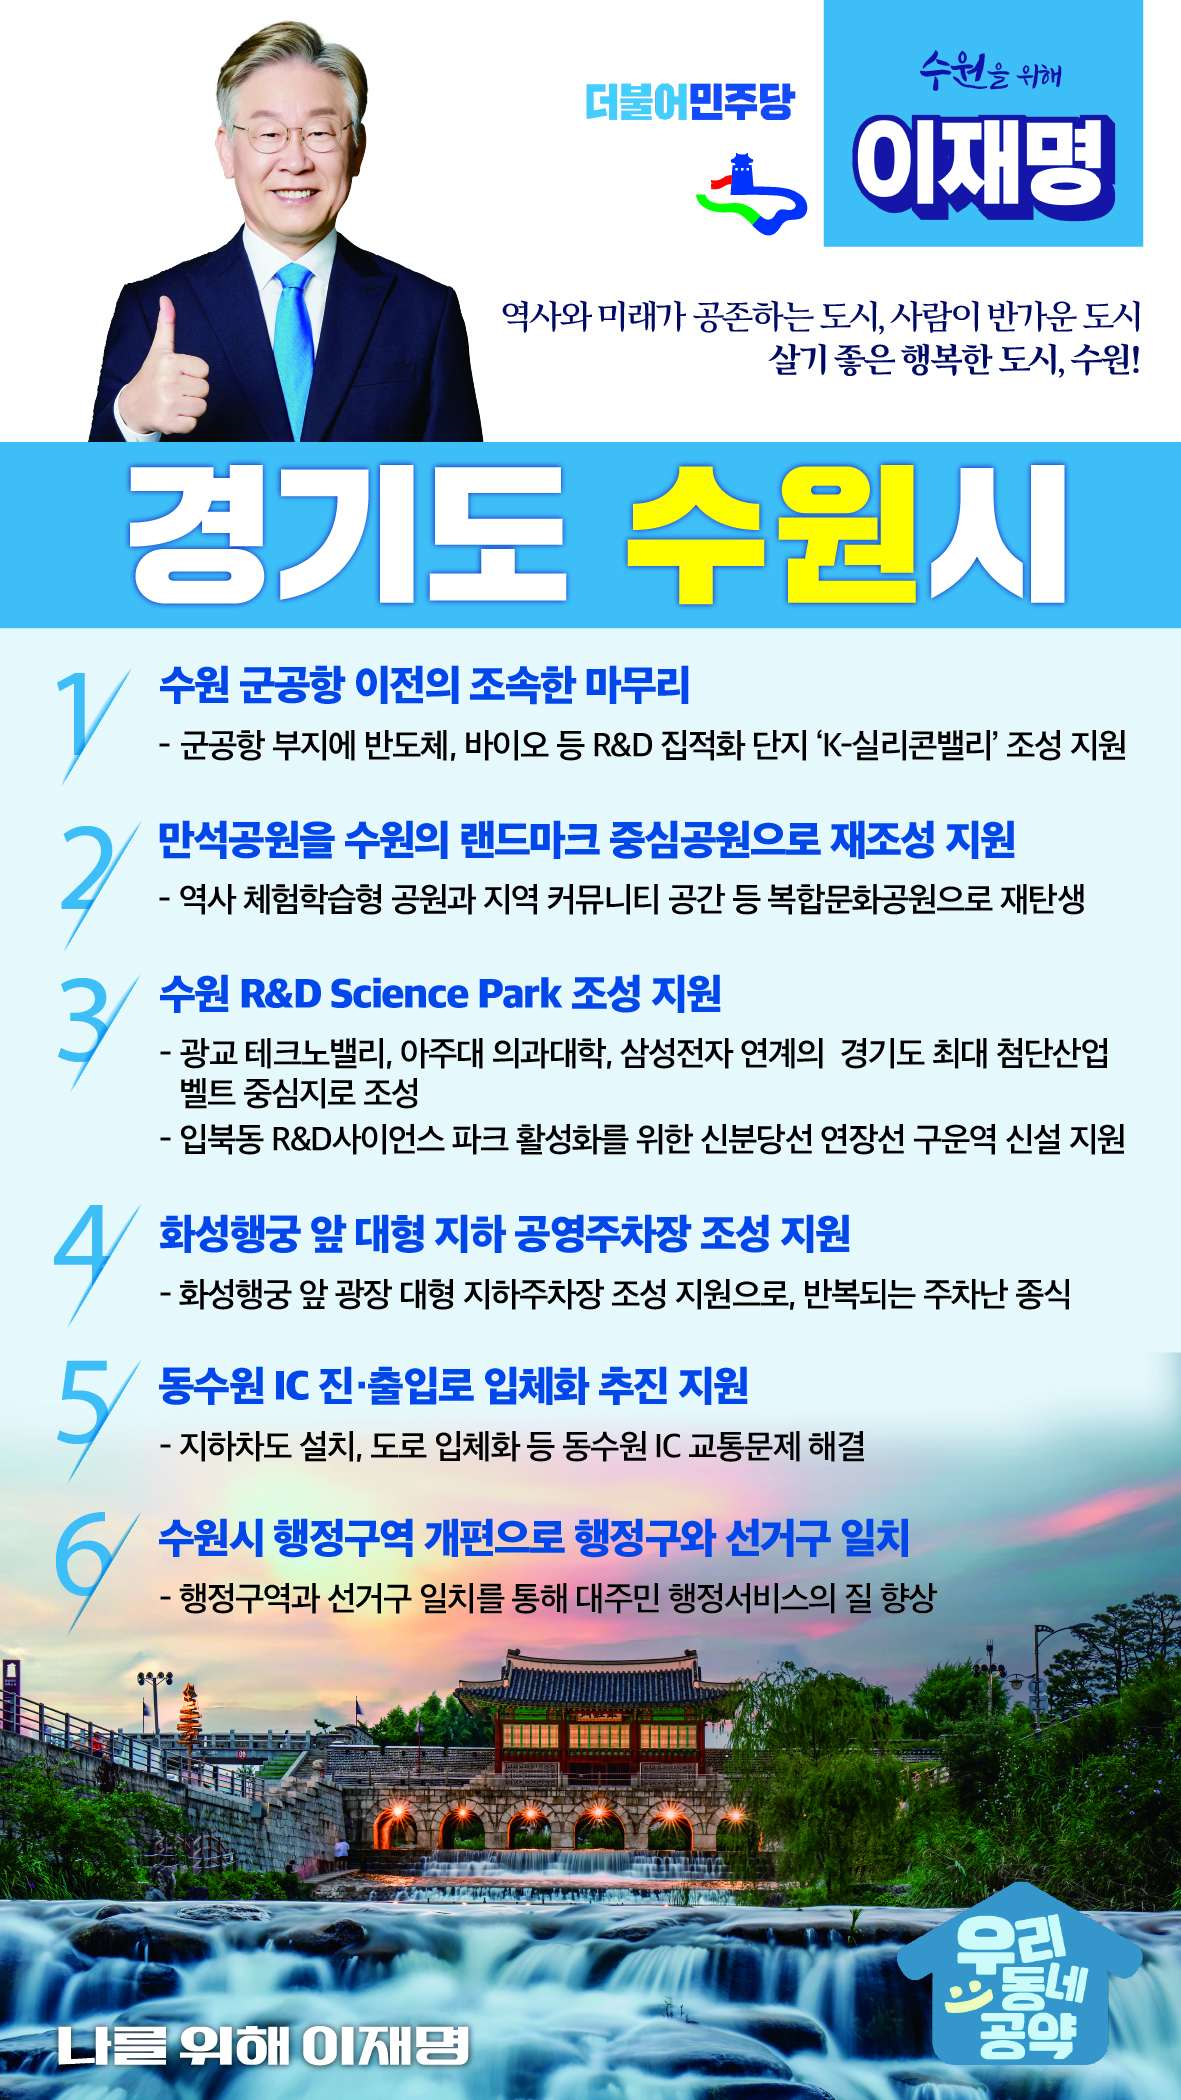 더불어민주당
수원을 위해
이재명
역사와 미래가 공존하는 도시, 사람이 반가운 도시
살기 좋은 행복한 도시, 수원!
경기도 수원시
1 수원 군공항 이전의 조속한 마무리
- 군공항 부지에 반도체, 바이오 등 R&D 집적화 단지 ‘K-실리콘밸리’ 조성 지원
2 만석공원을 수원의 랜드마크 중심공원으로 재조성 지원
- 역사 체험학습형 공원과 지역 커뮤니티 공간 등 복합문화공원으로 재탄생
3 수원 R&D Science Park 조성 지원
- 광교 테크노밸리, 아주대 의과대학, 삼성전자 연계의 경기도 최대 첨단산업
벨트 중심지로 조성
- 입북동 R&D사이언스 파크 활성화를 위한 신분당선 연장선 구운역 신설 지원
4 화성행궁 앞 대형 지하 공영주차장 조성 지원
- 화성행궁 앞 광장 대형 지하주차장 조성 지원으로, 반복되는 주차난 종식
5 동수원 IC 진·출입로 입체화 추진 지원
- 지하차도 설치, 도로 입체화 등 동수원 IC 교통문제 해결
6 수원시 행정구역 개편으로 행정구와 선거구 일치
- 행정구역과 선거구 일치를 통해 대주민 행정서비스의 질 향상
우리
동네
공약
나를 위해 이재명